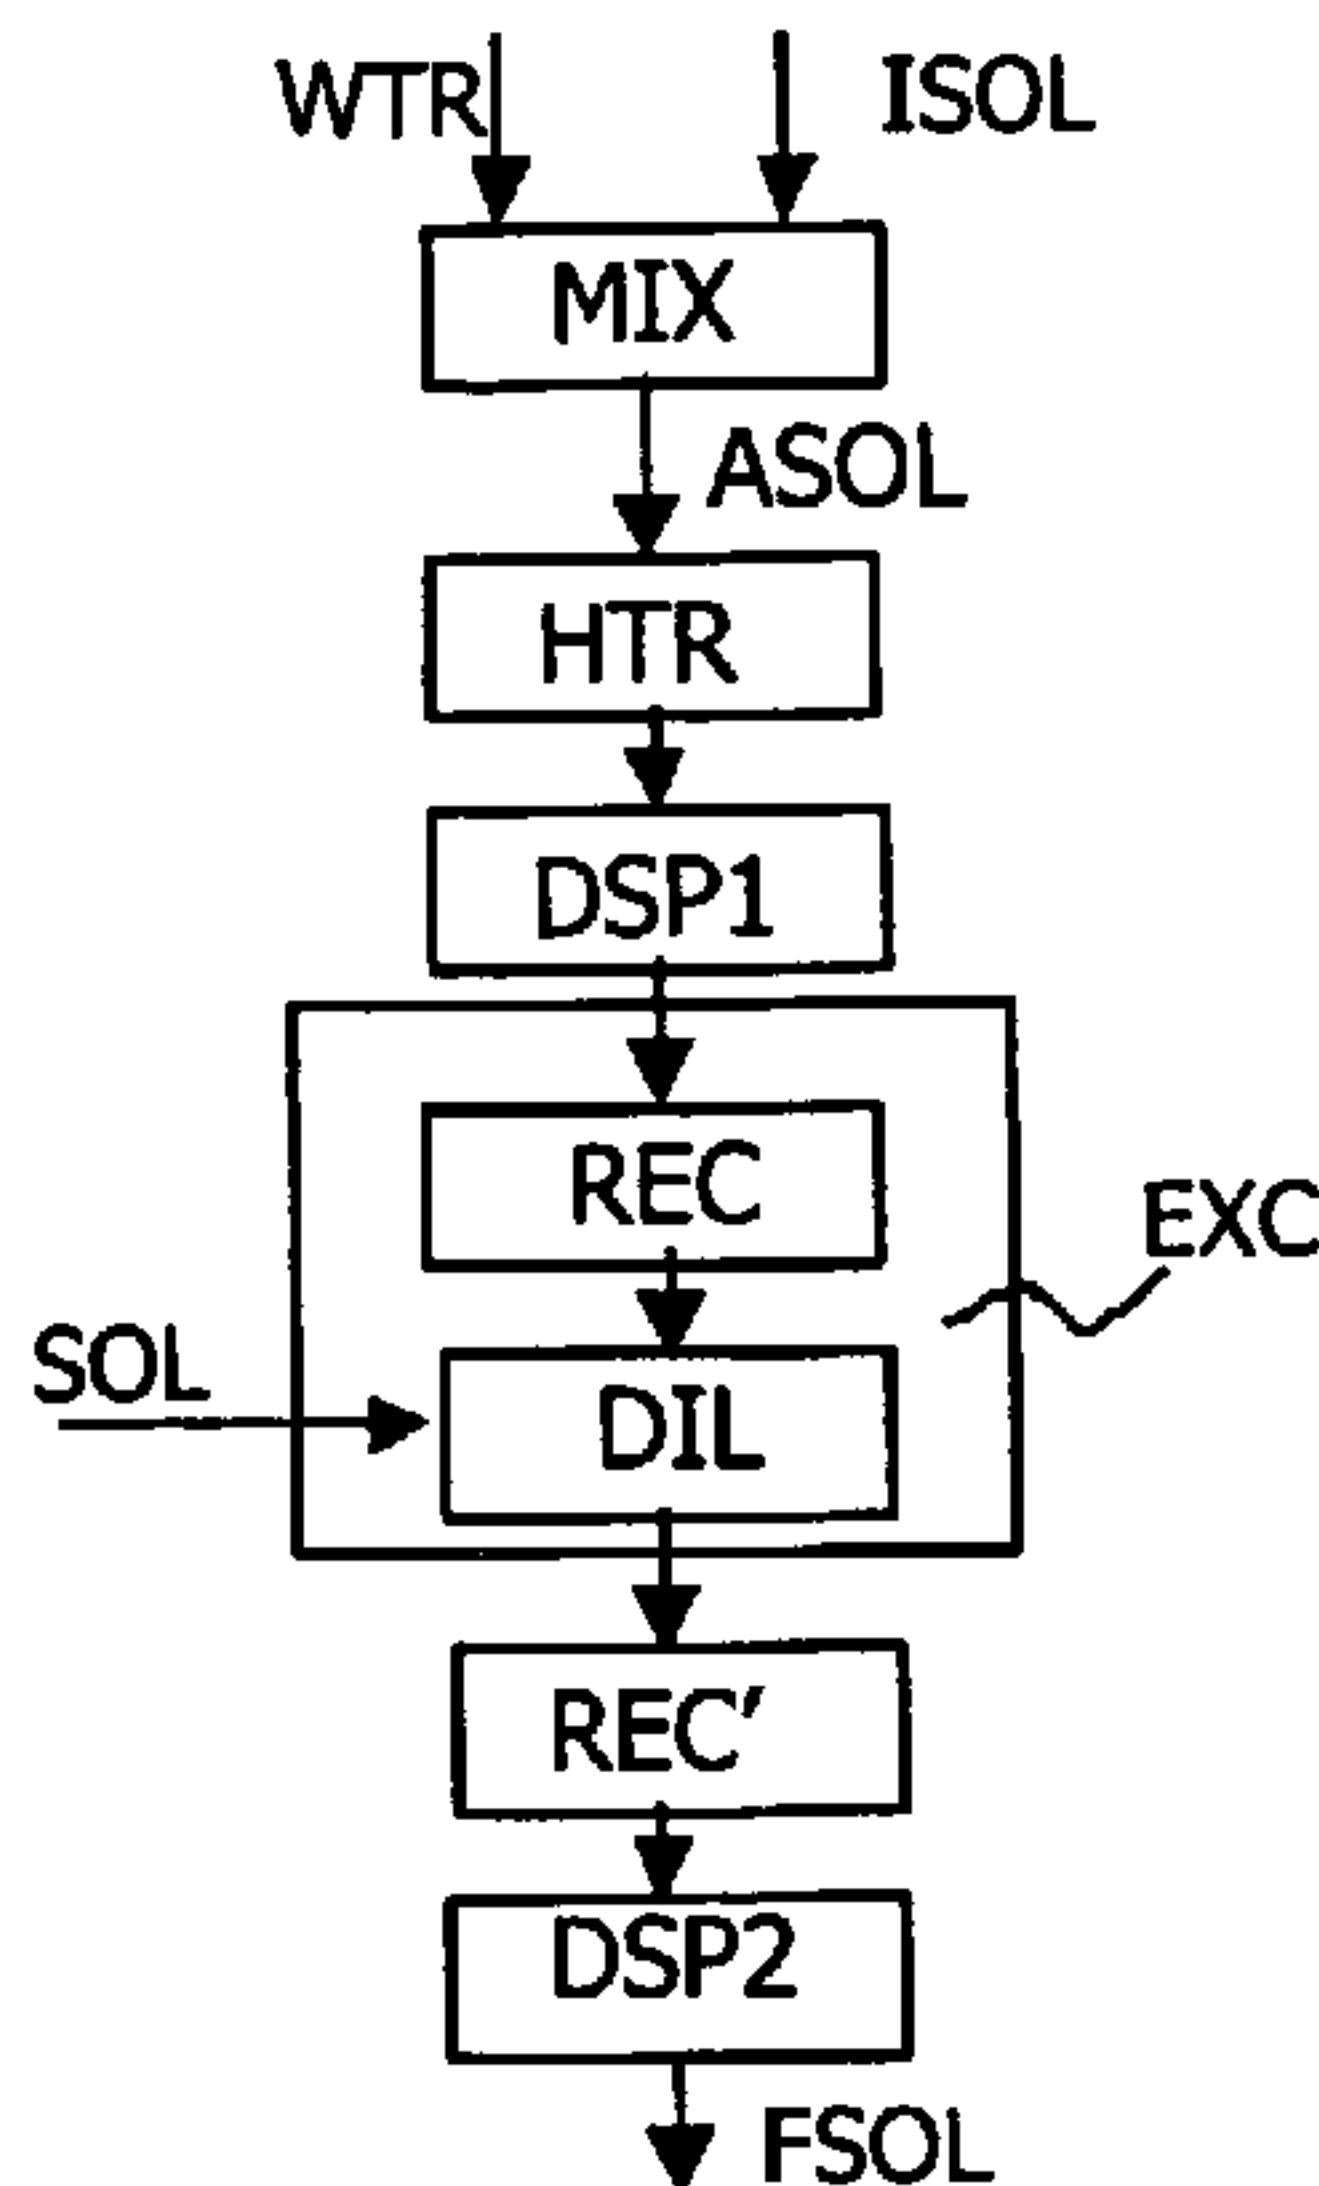 WTR ISOL
MIX
ASOL
HTR
DSP1
REC
EXC
SOL
DIL
REC'
DSP2
FSOL